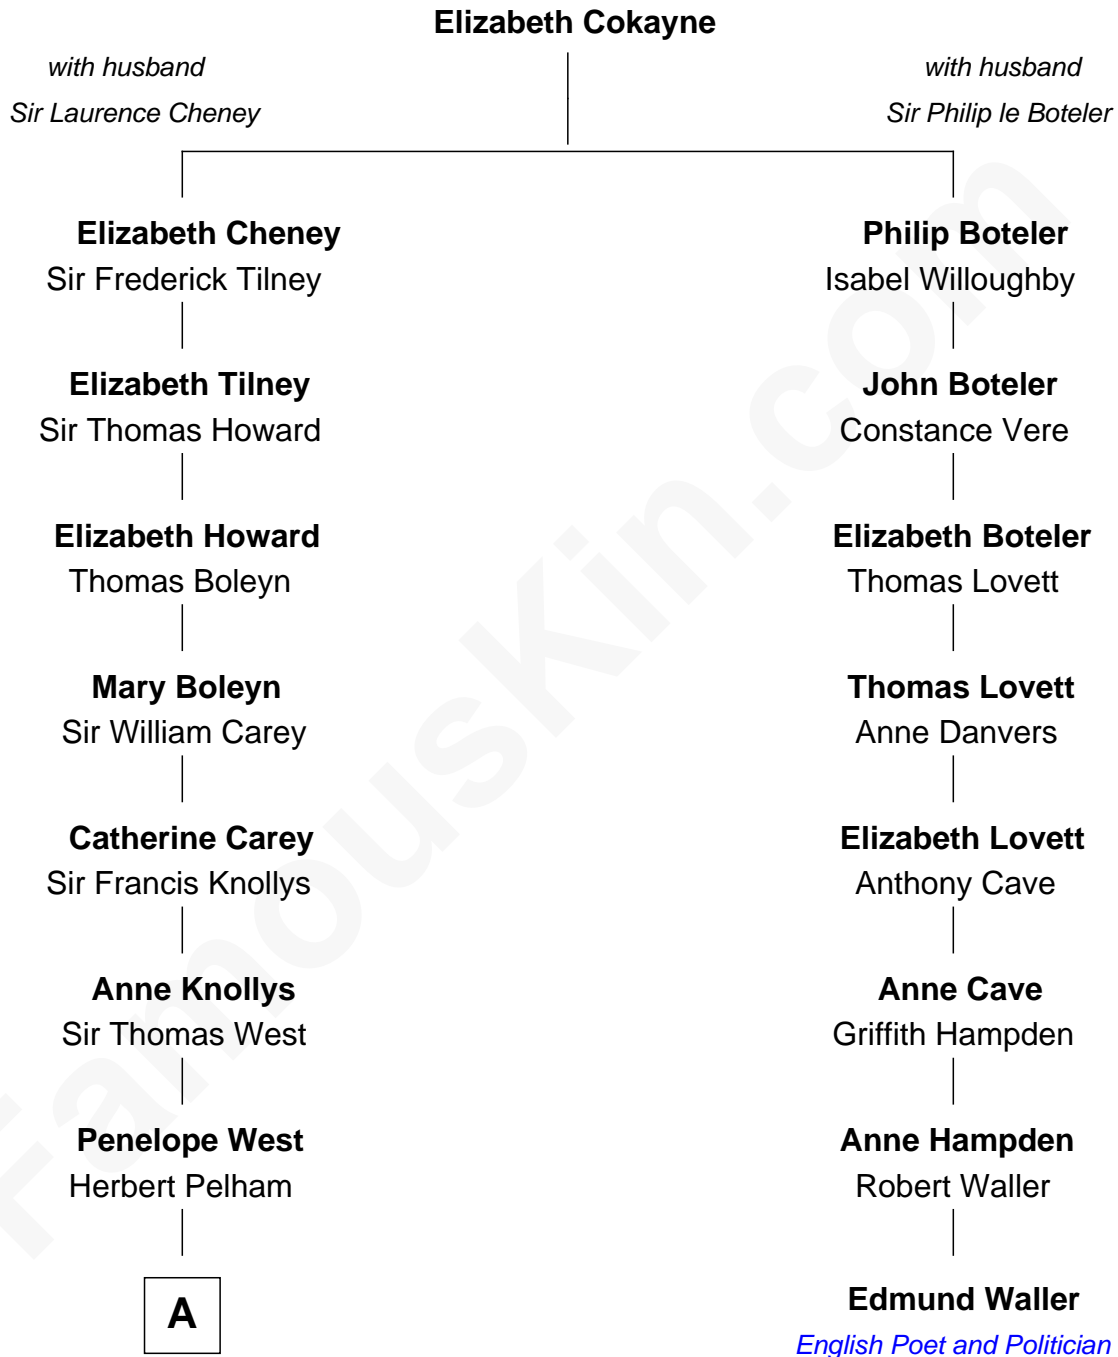 Elizabeth Cokayne
with husband
Sir Laurence Cheney
with husband
Sir Philip le Boteler
Elizabeth Cheney
Sir Frederick Tilney
Philip Boteler
Isabel Willoughby
Elizabeth Tilney
Sir Thomas Howard
John Boteler
Constance Vere
Elizabeth Howard
Thomas Boleyn
Elizabeth Boteler
Thomas Lovett
Mary Boleyn
Sir William Carey
Thomas Lovett
Anne Danvers
Catherine Carey
Sir Francis Knollys
Elizabeth Lovett
Anthony Cave
Anne Knollys
Sir Thomas West
Anne Cave
Griffith Hampden
Penelope West
Herbert Pelham
Anne Hampden
Robert Waller
A
Edmund Waller
English Poet and Politician
FamousKin.com